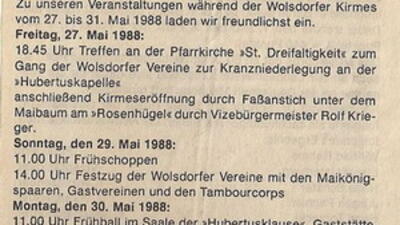 Zu unseren Veranstaltungen während der Wolsdorfer Kirmes
vom 27. bis 31. Mai 1988 laden wir freundlichst ein.
Freitag, 27. Mai 1988:
18.45 Uhr Treffen an der Pfarrkirche »St. Dreifaltigkeit« zum
Gang der Wolsdorfer Vereine zur Kranzniederlegung an der
»Hubertuskapelle«
anschließend Kirmeseröffnung durch Faßanstich unter dem
Maibaum am »Rosenhügel« durch Vizebürgermeister Rolf Krie-
ger.
Sonntag, den 29. Mai 1988:
11.00 Uhr Frühschoppen
14.00 Uhr Festzug der Wolsdorfer Vereine mit den Maikönig-
spaaren, Gastvereinen und den Tambourcorps
Montag, den 30. Mai 1988:
11.00 Uhr Frühball im Saale der »Hubertusklause«, Gaststätte